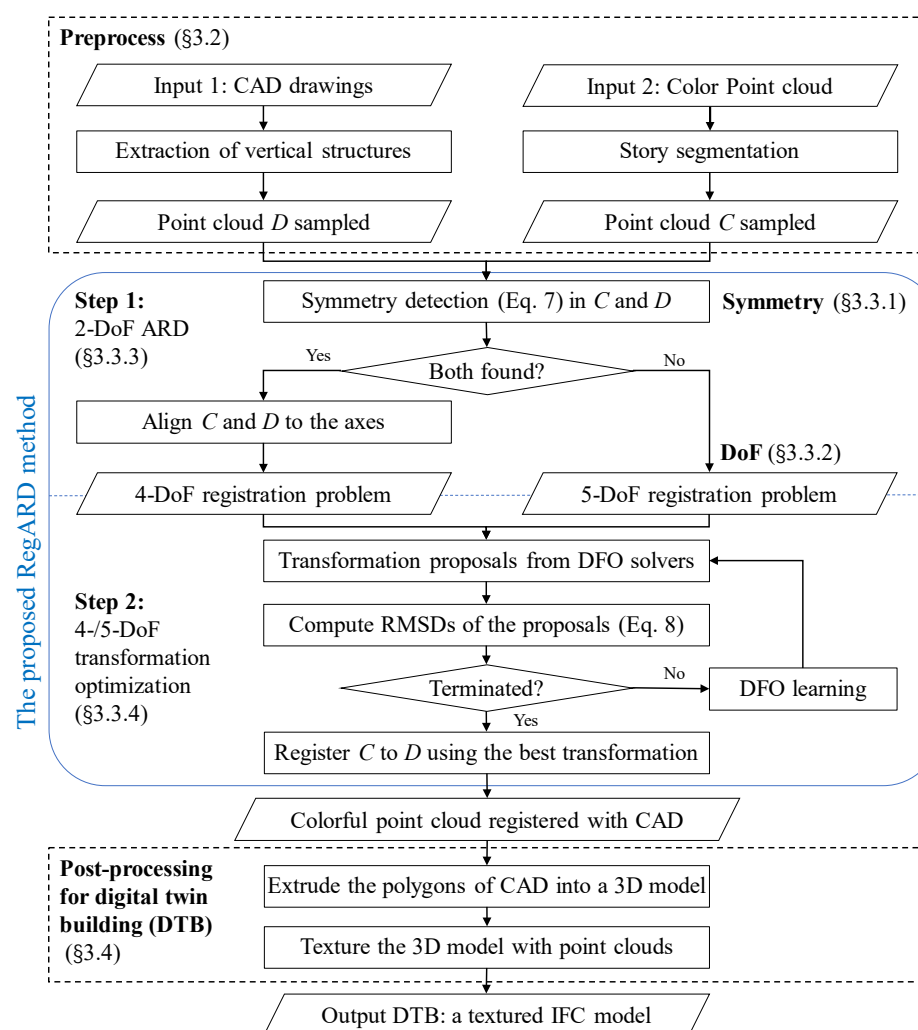 Preprocess (§3.2)
Input 1: CAD drawings
Input 2: Color Point cloud
Extraction of vertical structures
Story segmentation
Point cloud D sampled
Point cloud C sampled
The proposed RegARD method
Step 1:
2-DoF ARD
(§3.3.3)
Symmetry detection (Eq. 7) in C and D
Symmetry (§3.3.1)
Yes
Both found?
No
Align C and D to the axes
DoF (§3.3.2)
4-DoF registration problem
5-DoF registration problem
Transformation proposals from DFO solvers
Step 2:
4-/5-DoF
transformation
optimization
(§3.3.4)
Compute RMSDs of the proposals (Eq. 8)
Terminated?
No
DFO learning
Yes
Register C to D using the best transformation
Colorful point cloud registered with CAD
Post-processing
for digital twin
building (DTB)
(§3.4)
Extrude the polygons of CAD into a 3D model
Texture the 3D model with point clouds
Output DTB: a textured IFC model